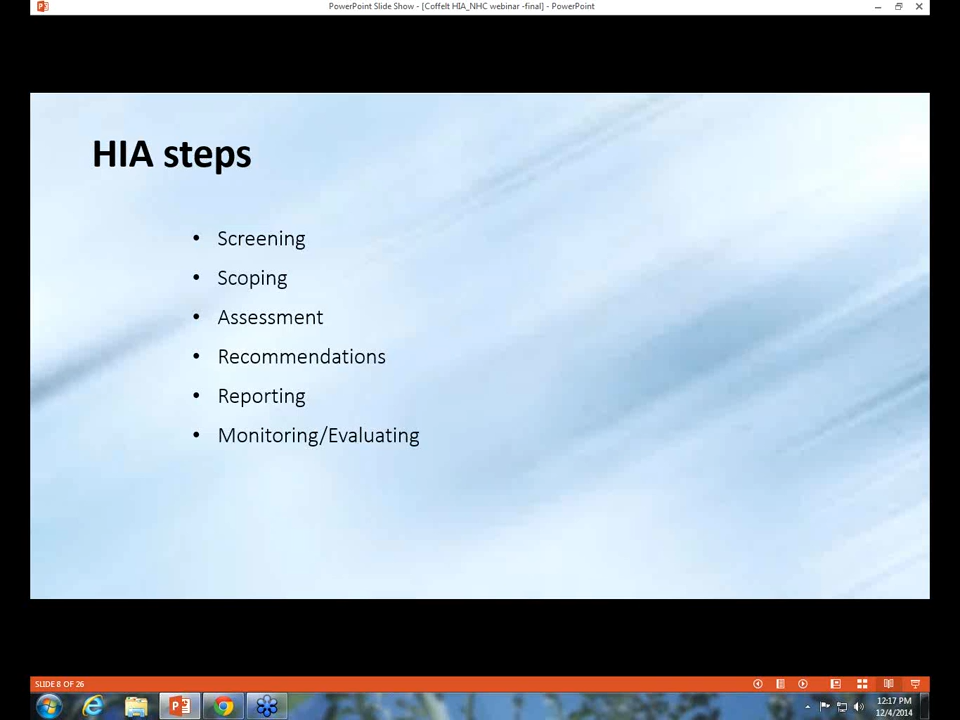 PowerPoint Slide Show - [Coffelt HIA_NHC webinar -final] - PowerPoint
HIA steps
• Screening
• Scoping
• Assessment
• Recommendations
• Reporting
• Monitoring/Evaluating
SLIDE 8 OF 26
12:17 PM
12/4/2014